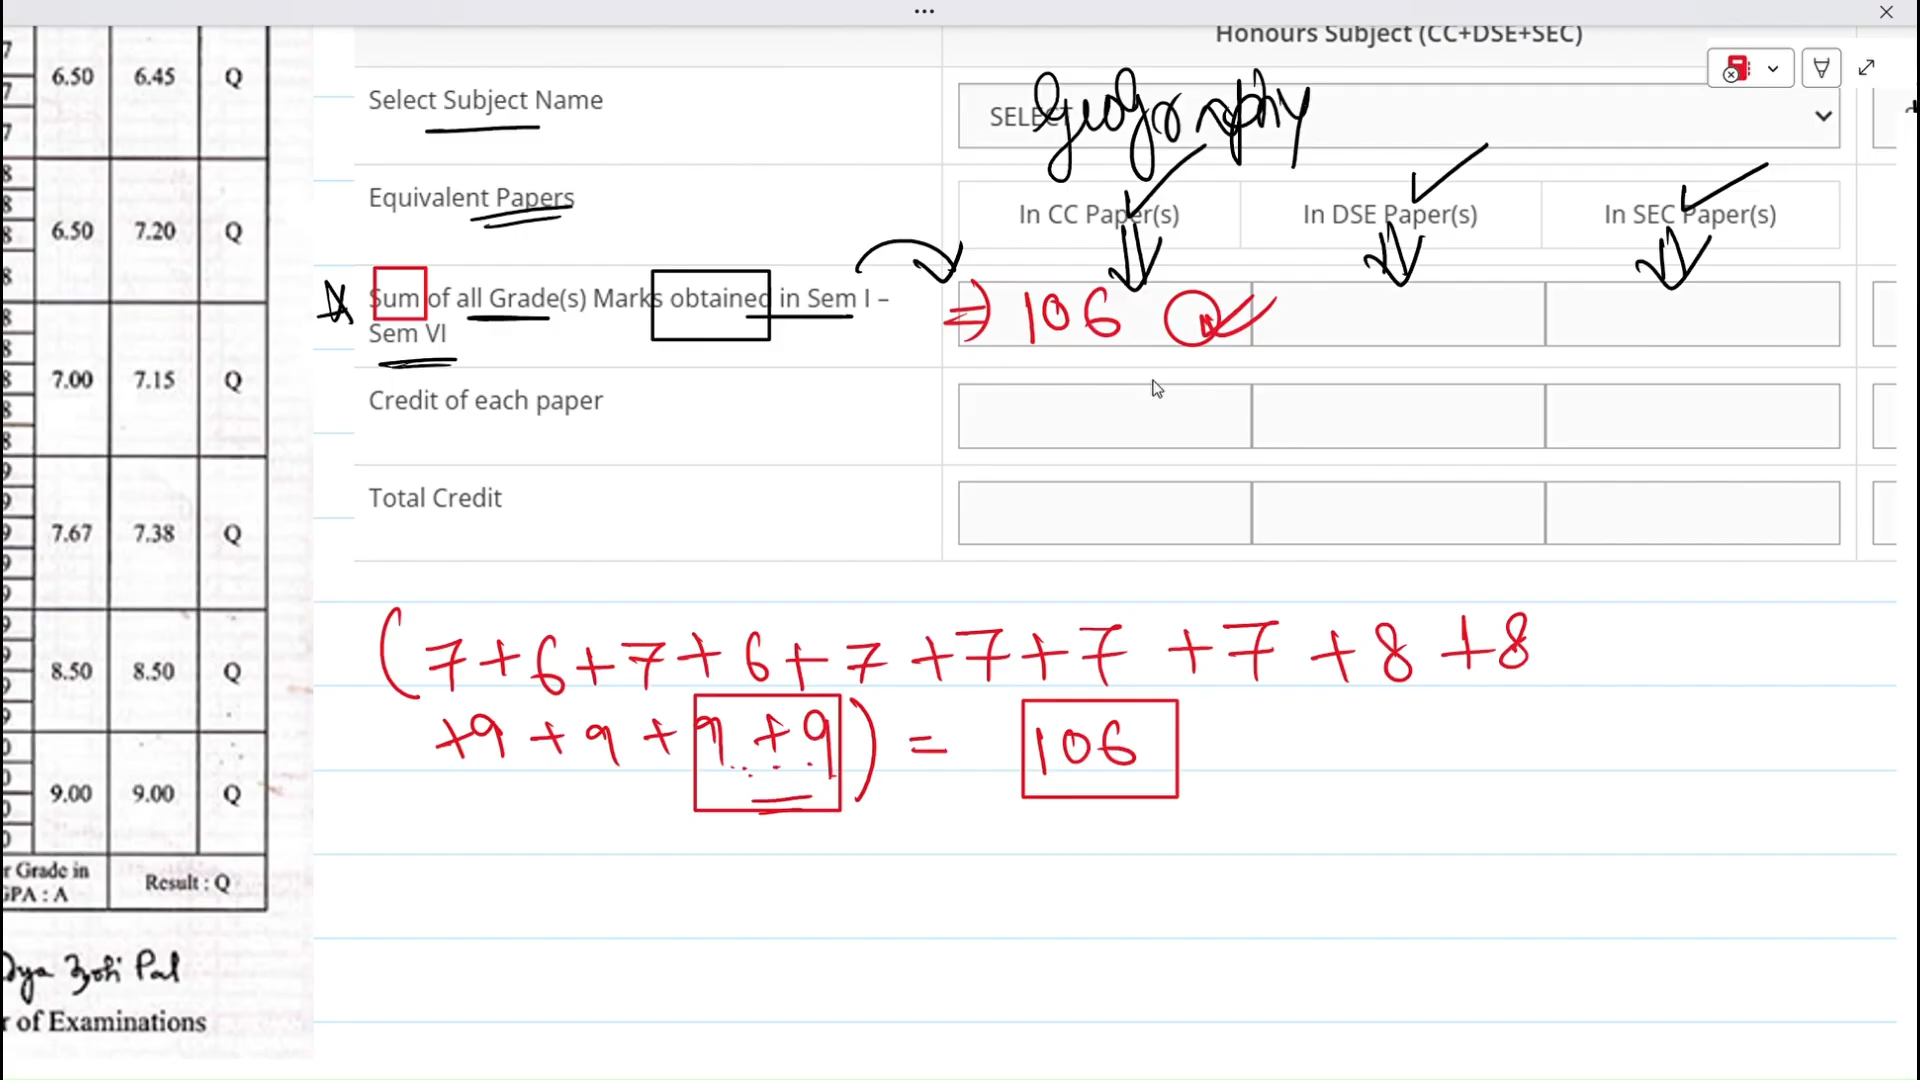 Honours Subject (CC+DSE+SEC)
Select Subject Name
SELECT
Geography
Equivalent Papers
In CC Paper(s)
In DSE Paper(s)
In SEC Paper(s)
Sum of all Grade(s) Marks obtained in Sem I –
Sem VI
⇒ 106
Credit of each paper
Total Credit
(7+6+7+6+7+7+7+7+8+8
+9+9+9+9) = 106
6.50 6.45 Q
6.50 7.20 Q
7.00 7.15 Q
7.67 7.38 Q
8.50 8.50 Q
9.00 9.00 Q
r Grade in
GPA : A
Result : Q
Pal
r of Examinations